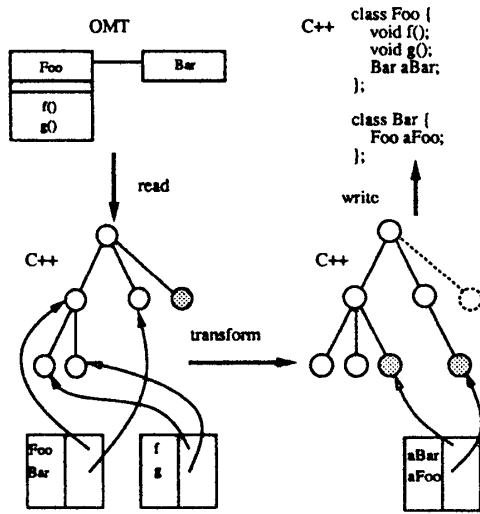 OMT
Foo
Bar
f()
g()
read
C++
class Foo {
void f();
void g();
Bar aBar;
};
class Bar {
Foo aFoo;
};
write
C++
C++
transform
Foo
Bar
f
g
aBar
aFoo